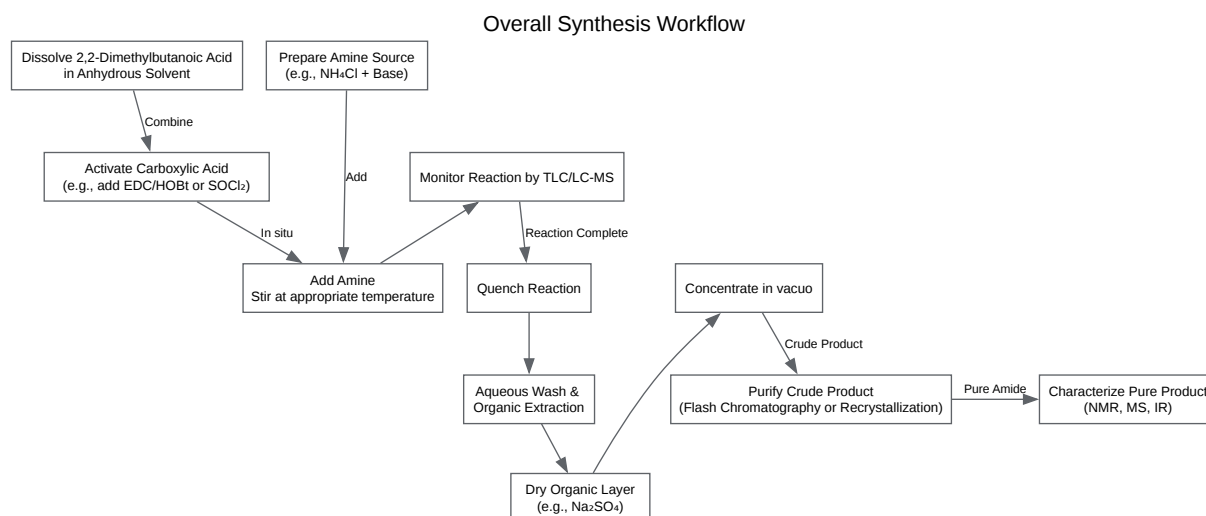 Overall Synthesis Workflow
Dissolve 2,2-Dimethylbutanoic Acid
in Anhydrous Solvent
Prepare Amine Source
(e.g., NH₄Cl + Base)
Combine
Activate Carboxylic Acid
(e.g., add EDC/HOBt or SOCl₂)
Add
Monitor Reaction by TLC/LC-MS
In situ
Reaction Complete
Add Amine
Stir at appropriate temperature
Quench Reaction
Concentrate in vacuo
Crude Product
Aqueous Wash &
Organic Extraction
Purify Crude Product
(Flash Chromatography or Recrystallization)
Pure Amide
Characterize Pure Product
(NMR, MS, IR)
Dry Organic Layer
(e.g., Na₂SO₄)